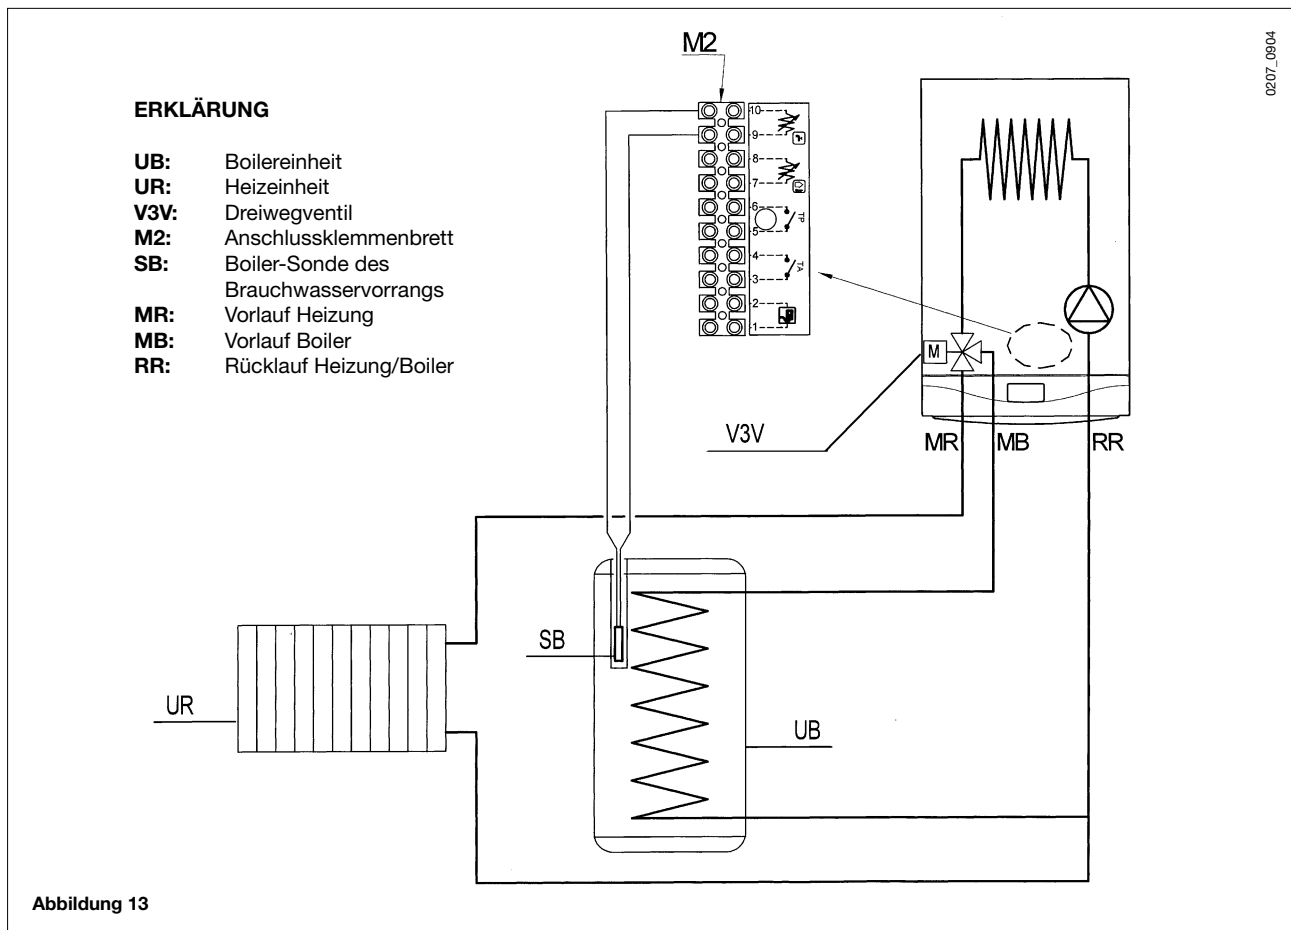 M2
0207_0904
ERKLÄRUNG
UB: Boilereinheit
UR: Heizeinheit
V3V: Dreiwegventil
M2: Anschlussklemmenbrett
SB: Boiler-Sonde des
Brauchwasservorrangs
MR: Vorlauf Heizung
MB: Vorlauf Boiler
RR: Rücklauf Heizung/Boiler
10
9
8
7
6
TP
5
4
TA
3
2
1
M
V3V
MR MB RR
SB
UR
UB
Abbildung 13